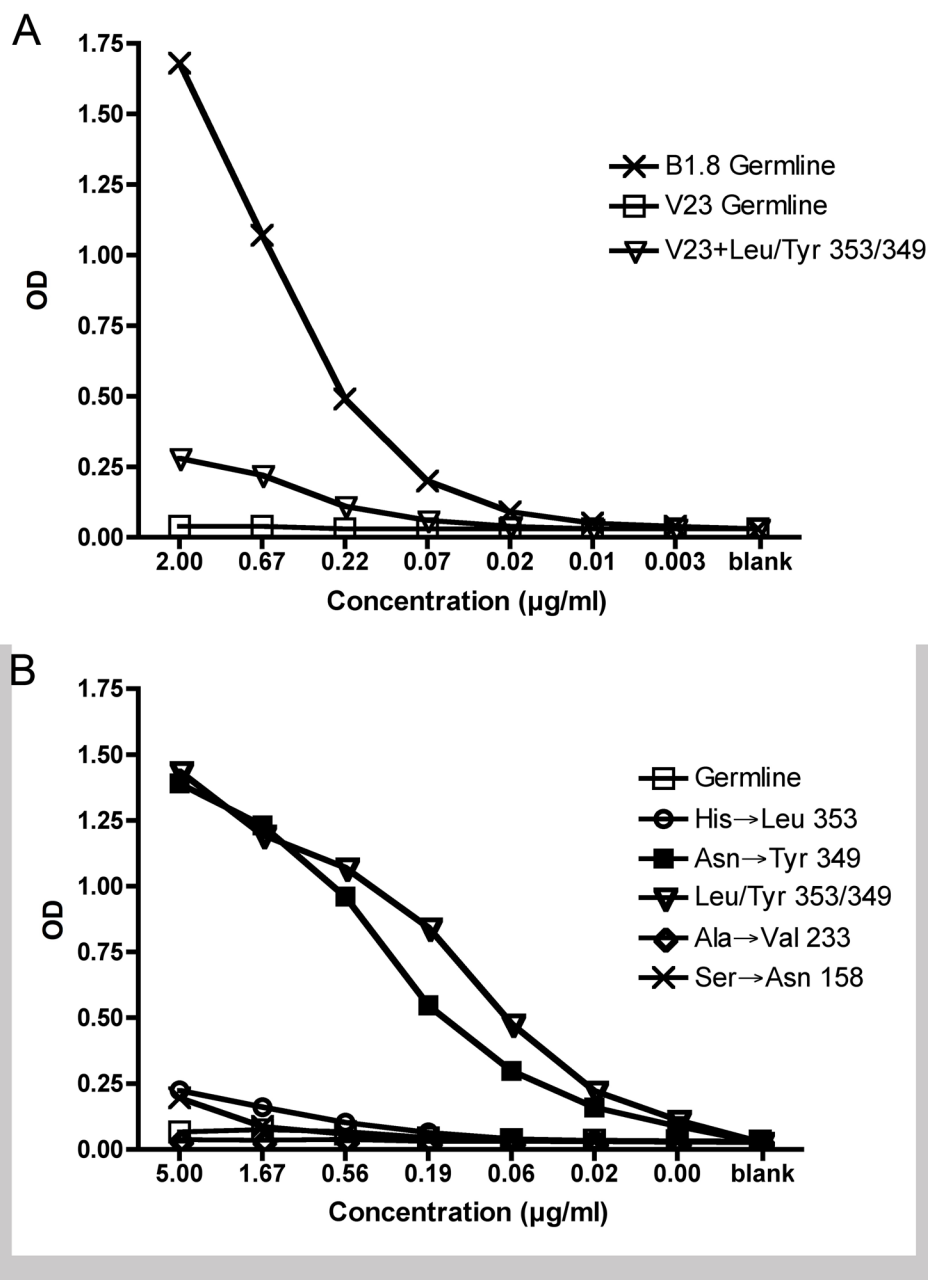 A
1.75
1.50
1.25
1.00
0.75
0.50
0.25
0.00
OD
B1.8 Germline
V23 Germline
V23+Leu/Tyr 353/349
2.00 0.67 0.22 0.07 0.02 0.01 0.003 blank
Concentration (µg/ml)
B
1.75
1.50
1.25
1.00
0.75
0.50
0.25
0.00
OD
Germline
His→Leu 353
Asn→Tyr 349
Leu/Tyr 353/349
Ala→Val 233
Ser→Asn 158
5.00 1.67 0.56 0.19 0.06 0.02 0.00 blank
Concentration (µg/ml)